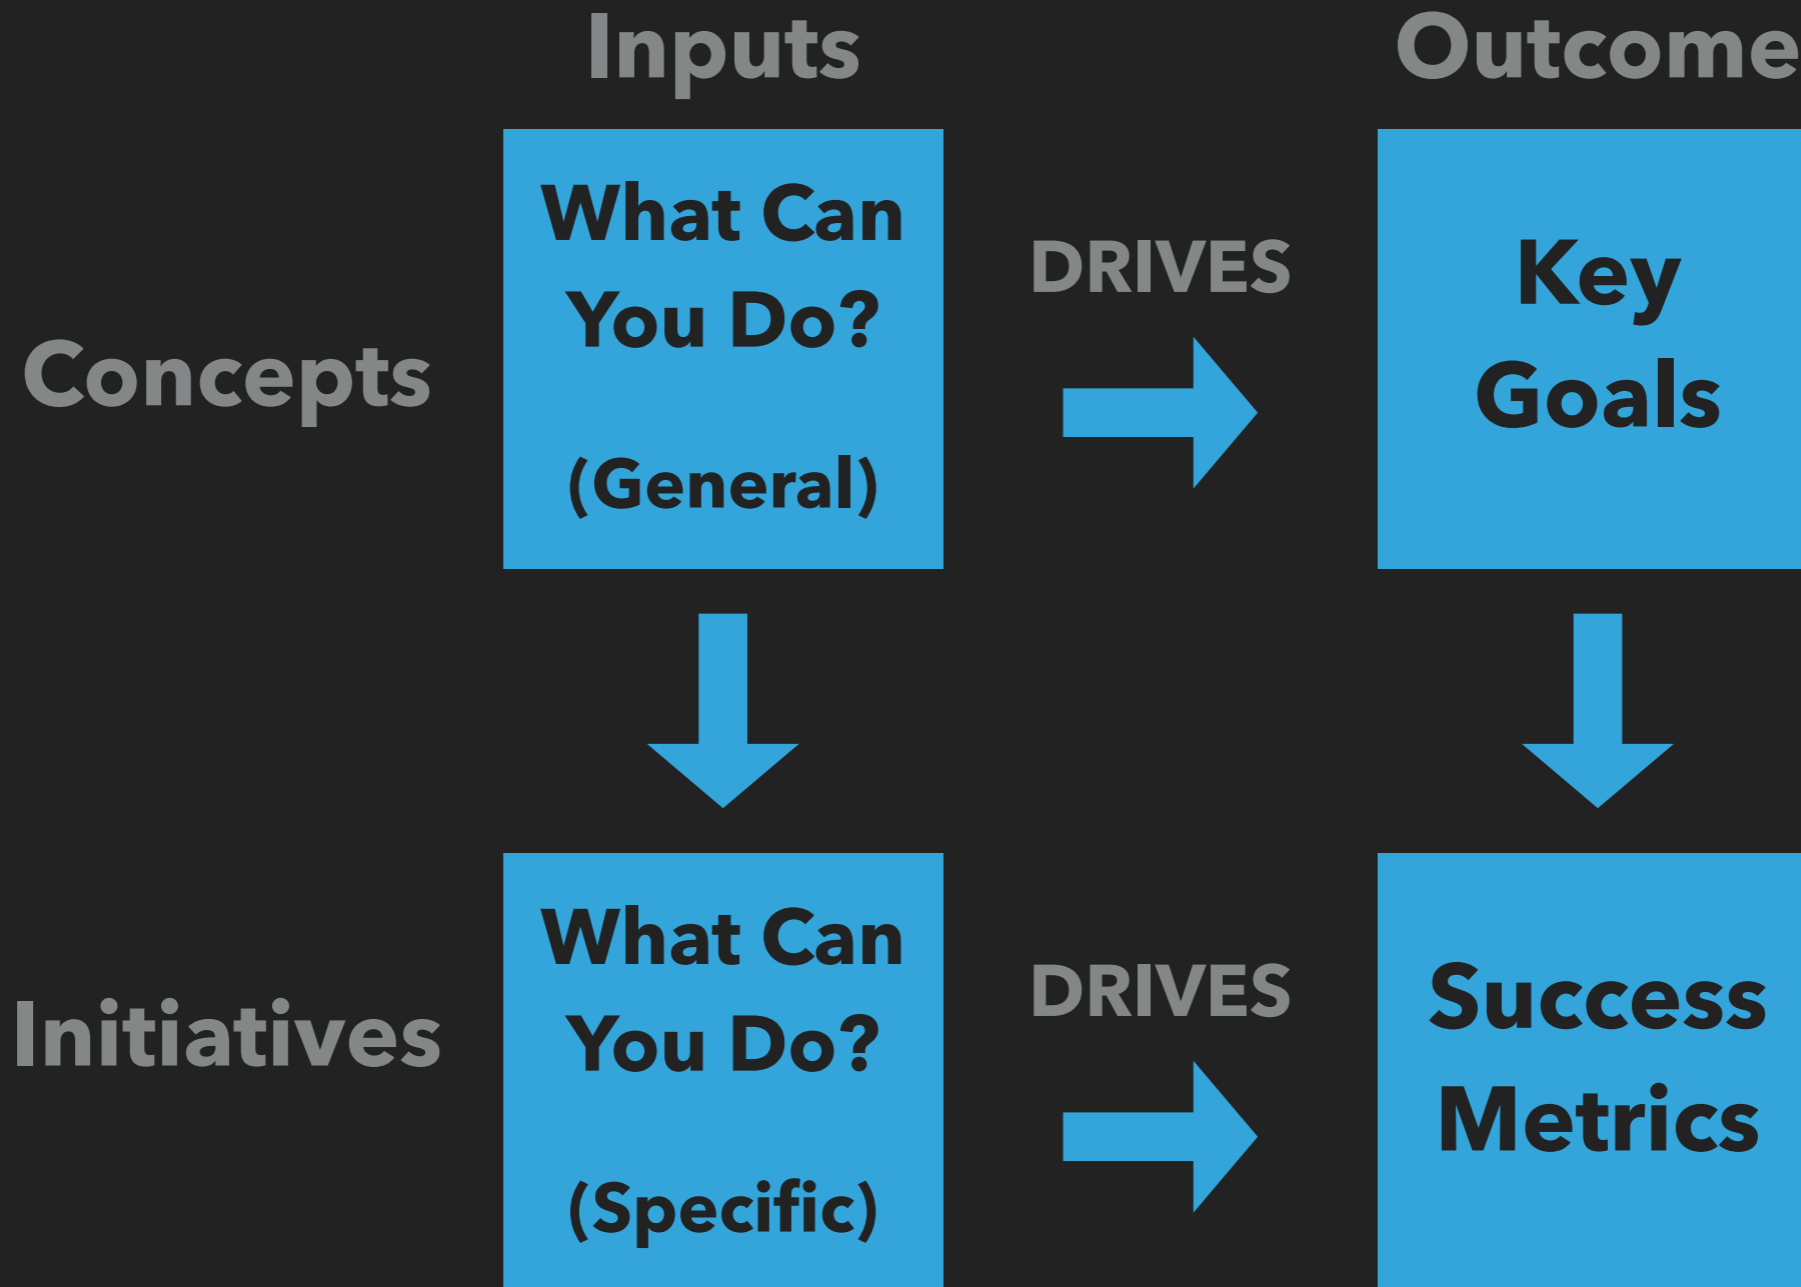 Inputs
Outcome
What Can
You Do?
(General)
DRIVES
Key
Goals
Concepts
What Can
You Do?
(Specific)
DRIVES
Success
Metrics
Initiatives